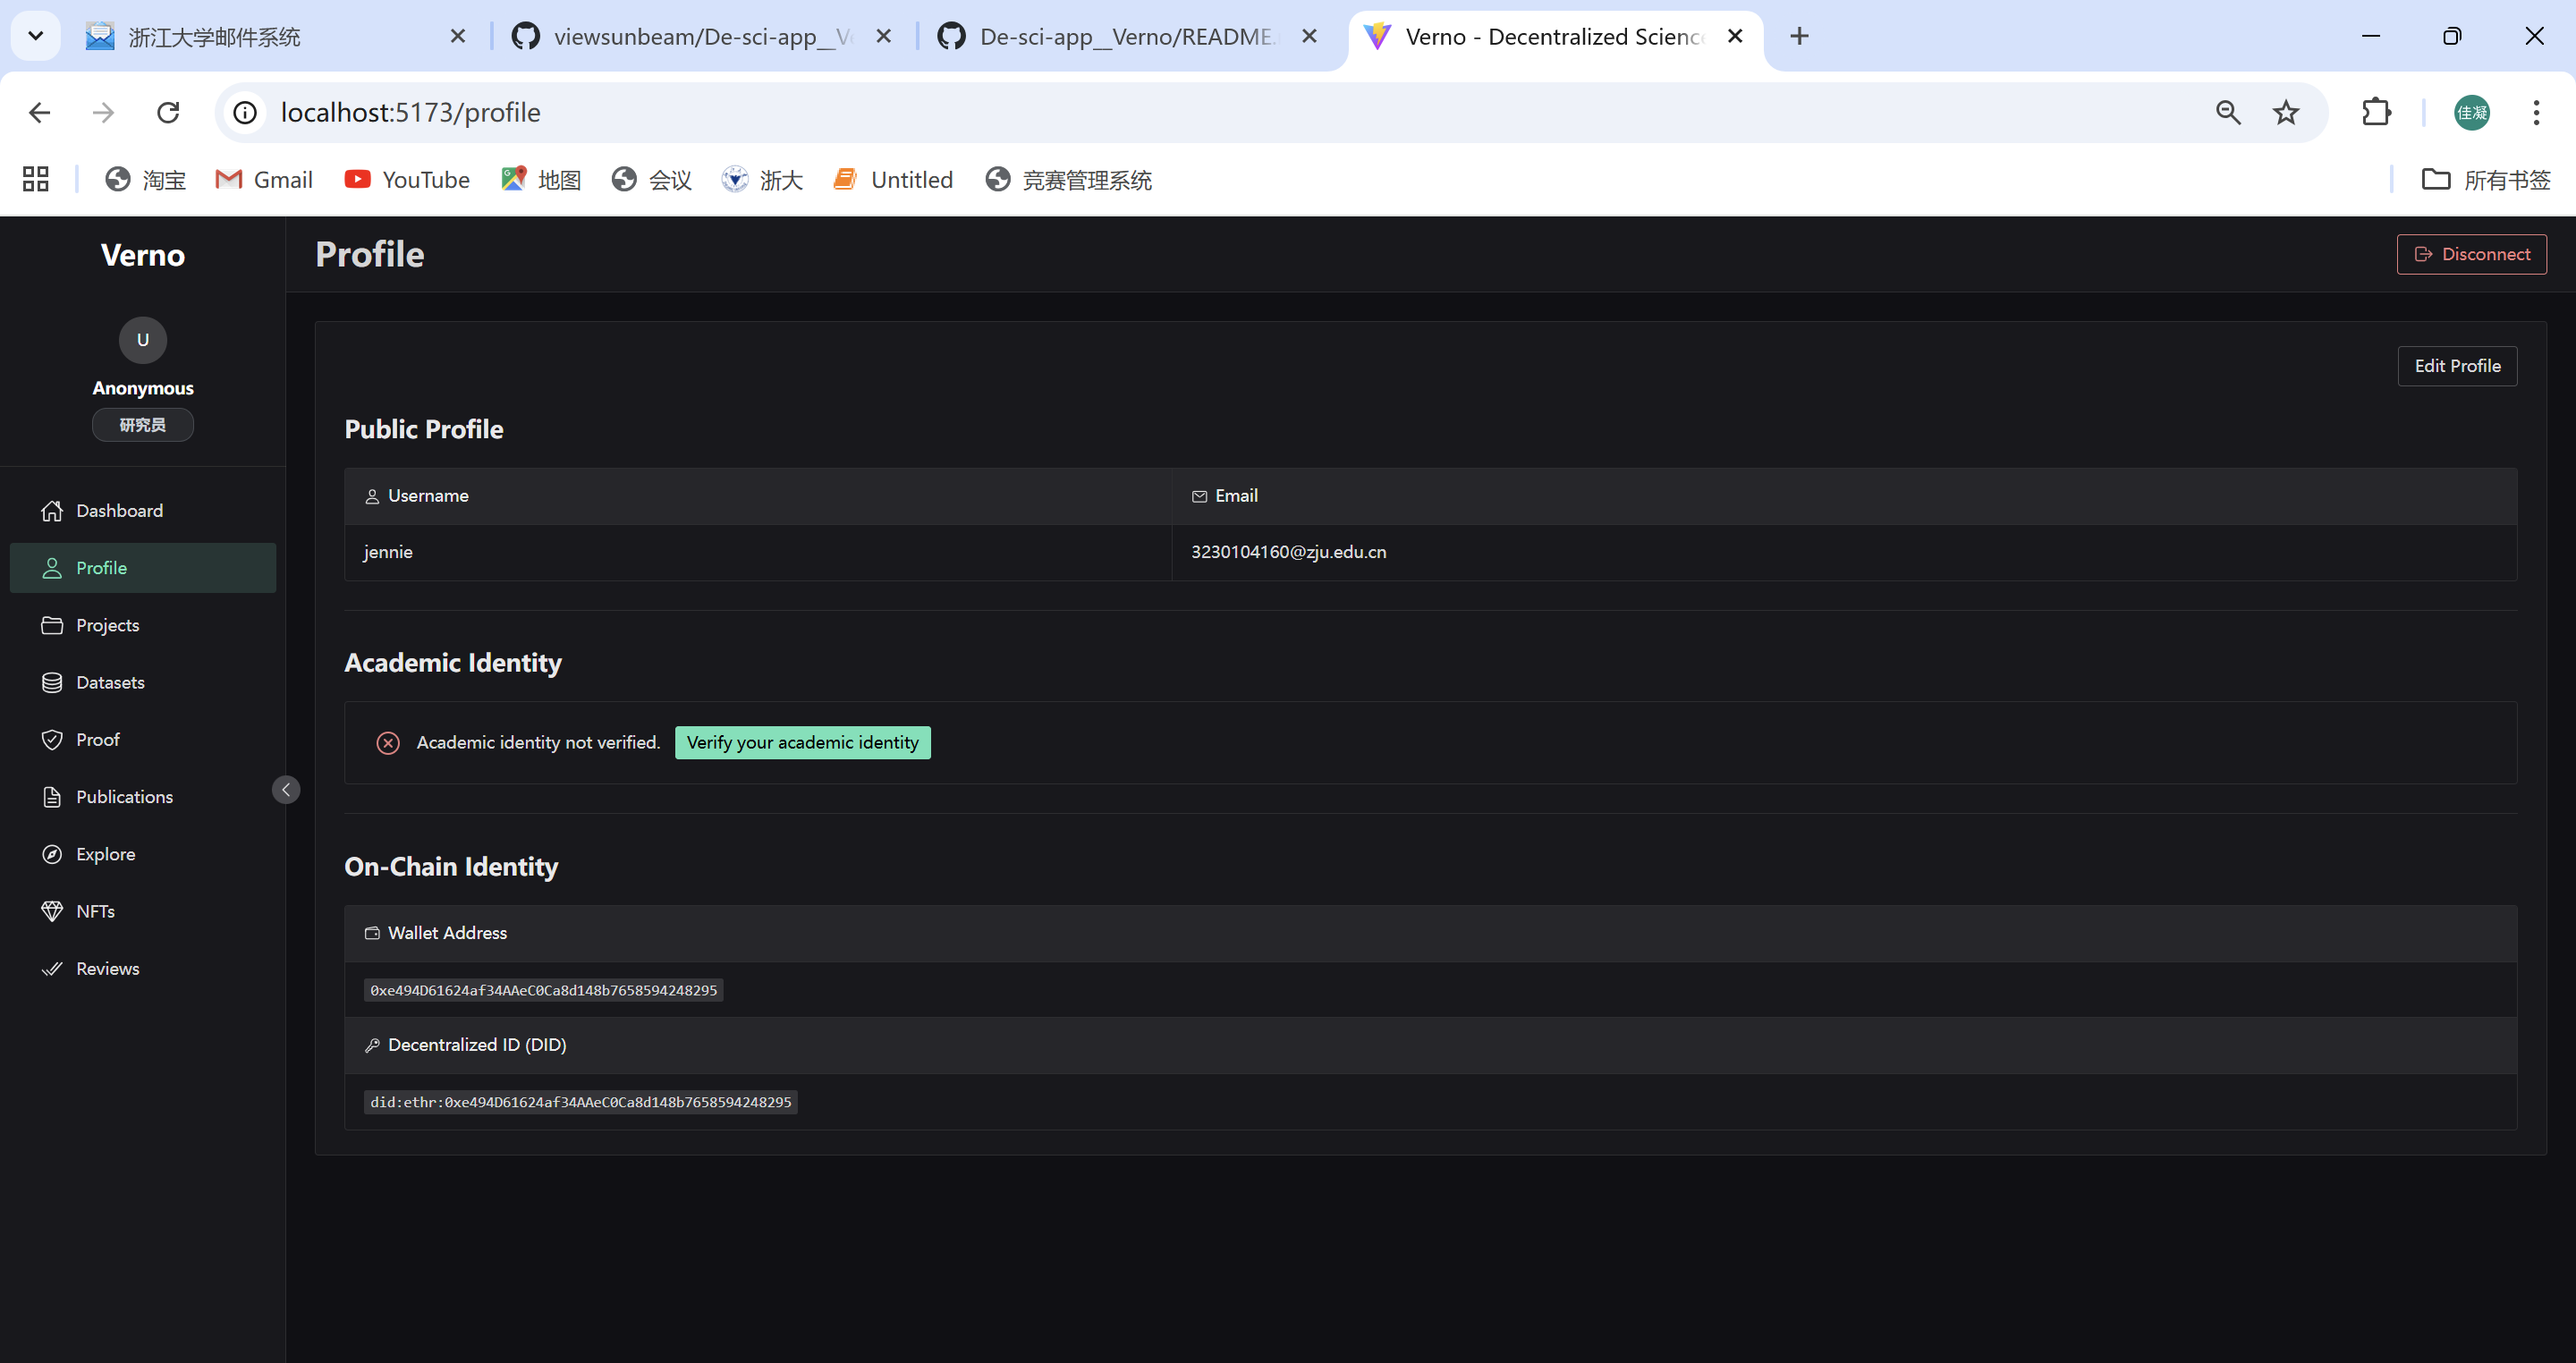 浙江大学邮件系统
viewsunbeam/De-sci-app__Ve
De-sci-app__Verno/README.
Verno - Decentralized Science
localhost:5173/profile
佳凝
淘宝
Gmail
YouTube
地图
会议
浙大
Untitled
竞赛管理系统
所有书签
Verno
Profile
Disconnect
U
Anonymous
研究员
Edit Profile
Public Profile
Username
Email
jennie
3230104160@zju.edu.cn
Dashboard
Profile
Projects
Datasets
Proof
Publications
Explore
NFTs
Reviews
Academic Identity
Academic identity not verified.
Verify your academic identity
On-Chain Identity
Wallet Address
0xe494D61624af34AAeC0Ca8d148b7658594248295
Decentralized ID (DID)
did:ethr:0xe494D61624af34AAeC0Ca8d148b7658594248295